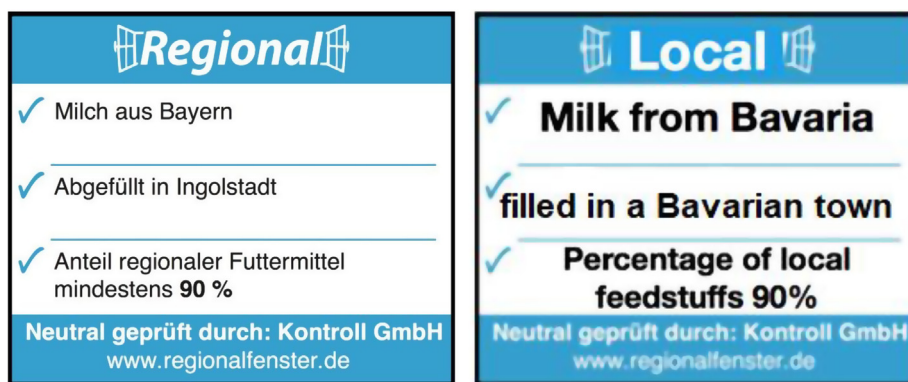 Regional
Milch aus Bayern
Abgefüllt in Ingolstadt
Anteil regionaler Futtermittel
mindestens 90 %
Neutral geprüft durch: Kontroll GmbH
www.regionalfenster.de
Local
Milk from Bavaria
filled in a Bavarian town
Percentage of local
feedstuffs 90%
Neutral geprüft durch: Kontroll GmbH
www.regionalfenster.de